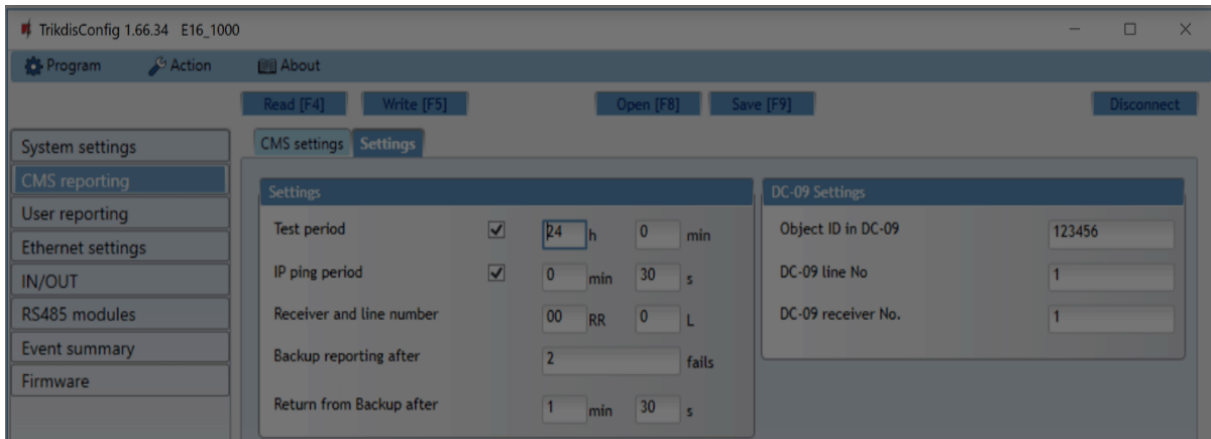 TrikdisConfig 1.66.34 E16_1000
Program Action About
Read [F4] Write [F5] Open [F8] Save [F9] Disconnect
System settings
CMS reporting
User reporting
Ethernet settings
IN/OUT
RS485 modules
Event summary
Firmware
CMS settings Settings
Settings
Test period 24 h 0 min
IP ping period 0 min 30 s
Receiver and line number 00 RR 0 L
Backup reporting after 2 fails
Return from Backup after 1 min 30 s
DC-09 Settings
Object ID in DC-09 123456
DC-09 line No 1
DC-09 receiver No. 1